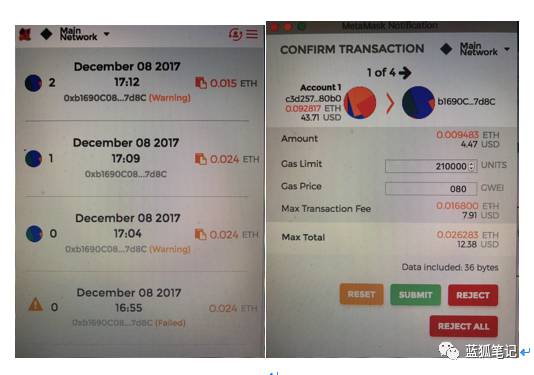 Main
Network
December 08 2017
2
17:12
0.015 ETH
0xb1690C08...7d8C (Warning)
December 08 2017
1
17:09
0.024 ETH
0xb1690C08...7d8C
December 08 2017
0
17:04
0.024 ETH
0xb1690C08...7d8C (Warning)
December 08 2017
0
16:55
0.024 ETH
0xb1690C08...7d8C (Failed)
MetaMask Notification
CONFIRM TRANSACTION
Main
Network
1 of 4
Account 1
c3d257...80b0
0.092817 ETH
43.71 USD
b1690C...7d8C
Amount
0.009483 ETH
4.47 USD
Gas Limit
210000 UNITS
Gas Price
080 GWEI
Max Transaction Fee
0.016800 ETH
7.91 USD
Max Total
0.026283 ETH
12.38 USD
Data included: 36 bytes
RESET
SUBMIT
REJECT
REJECT ALL
蓝狐笔记